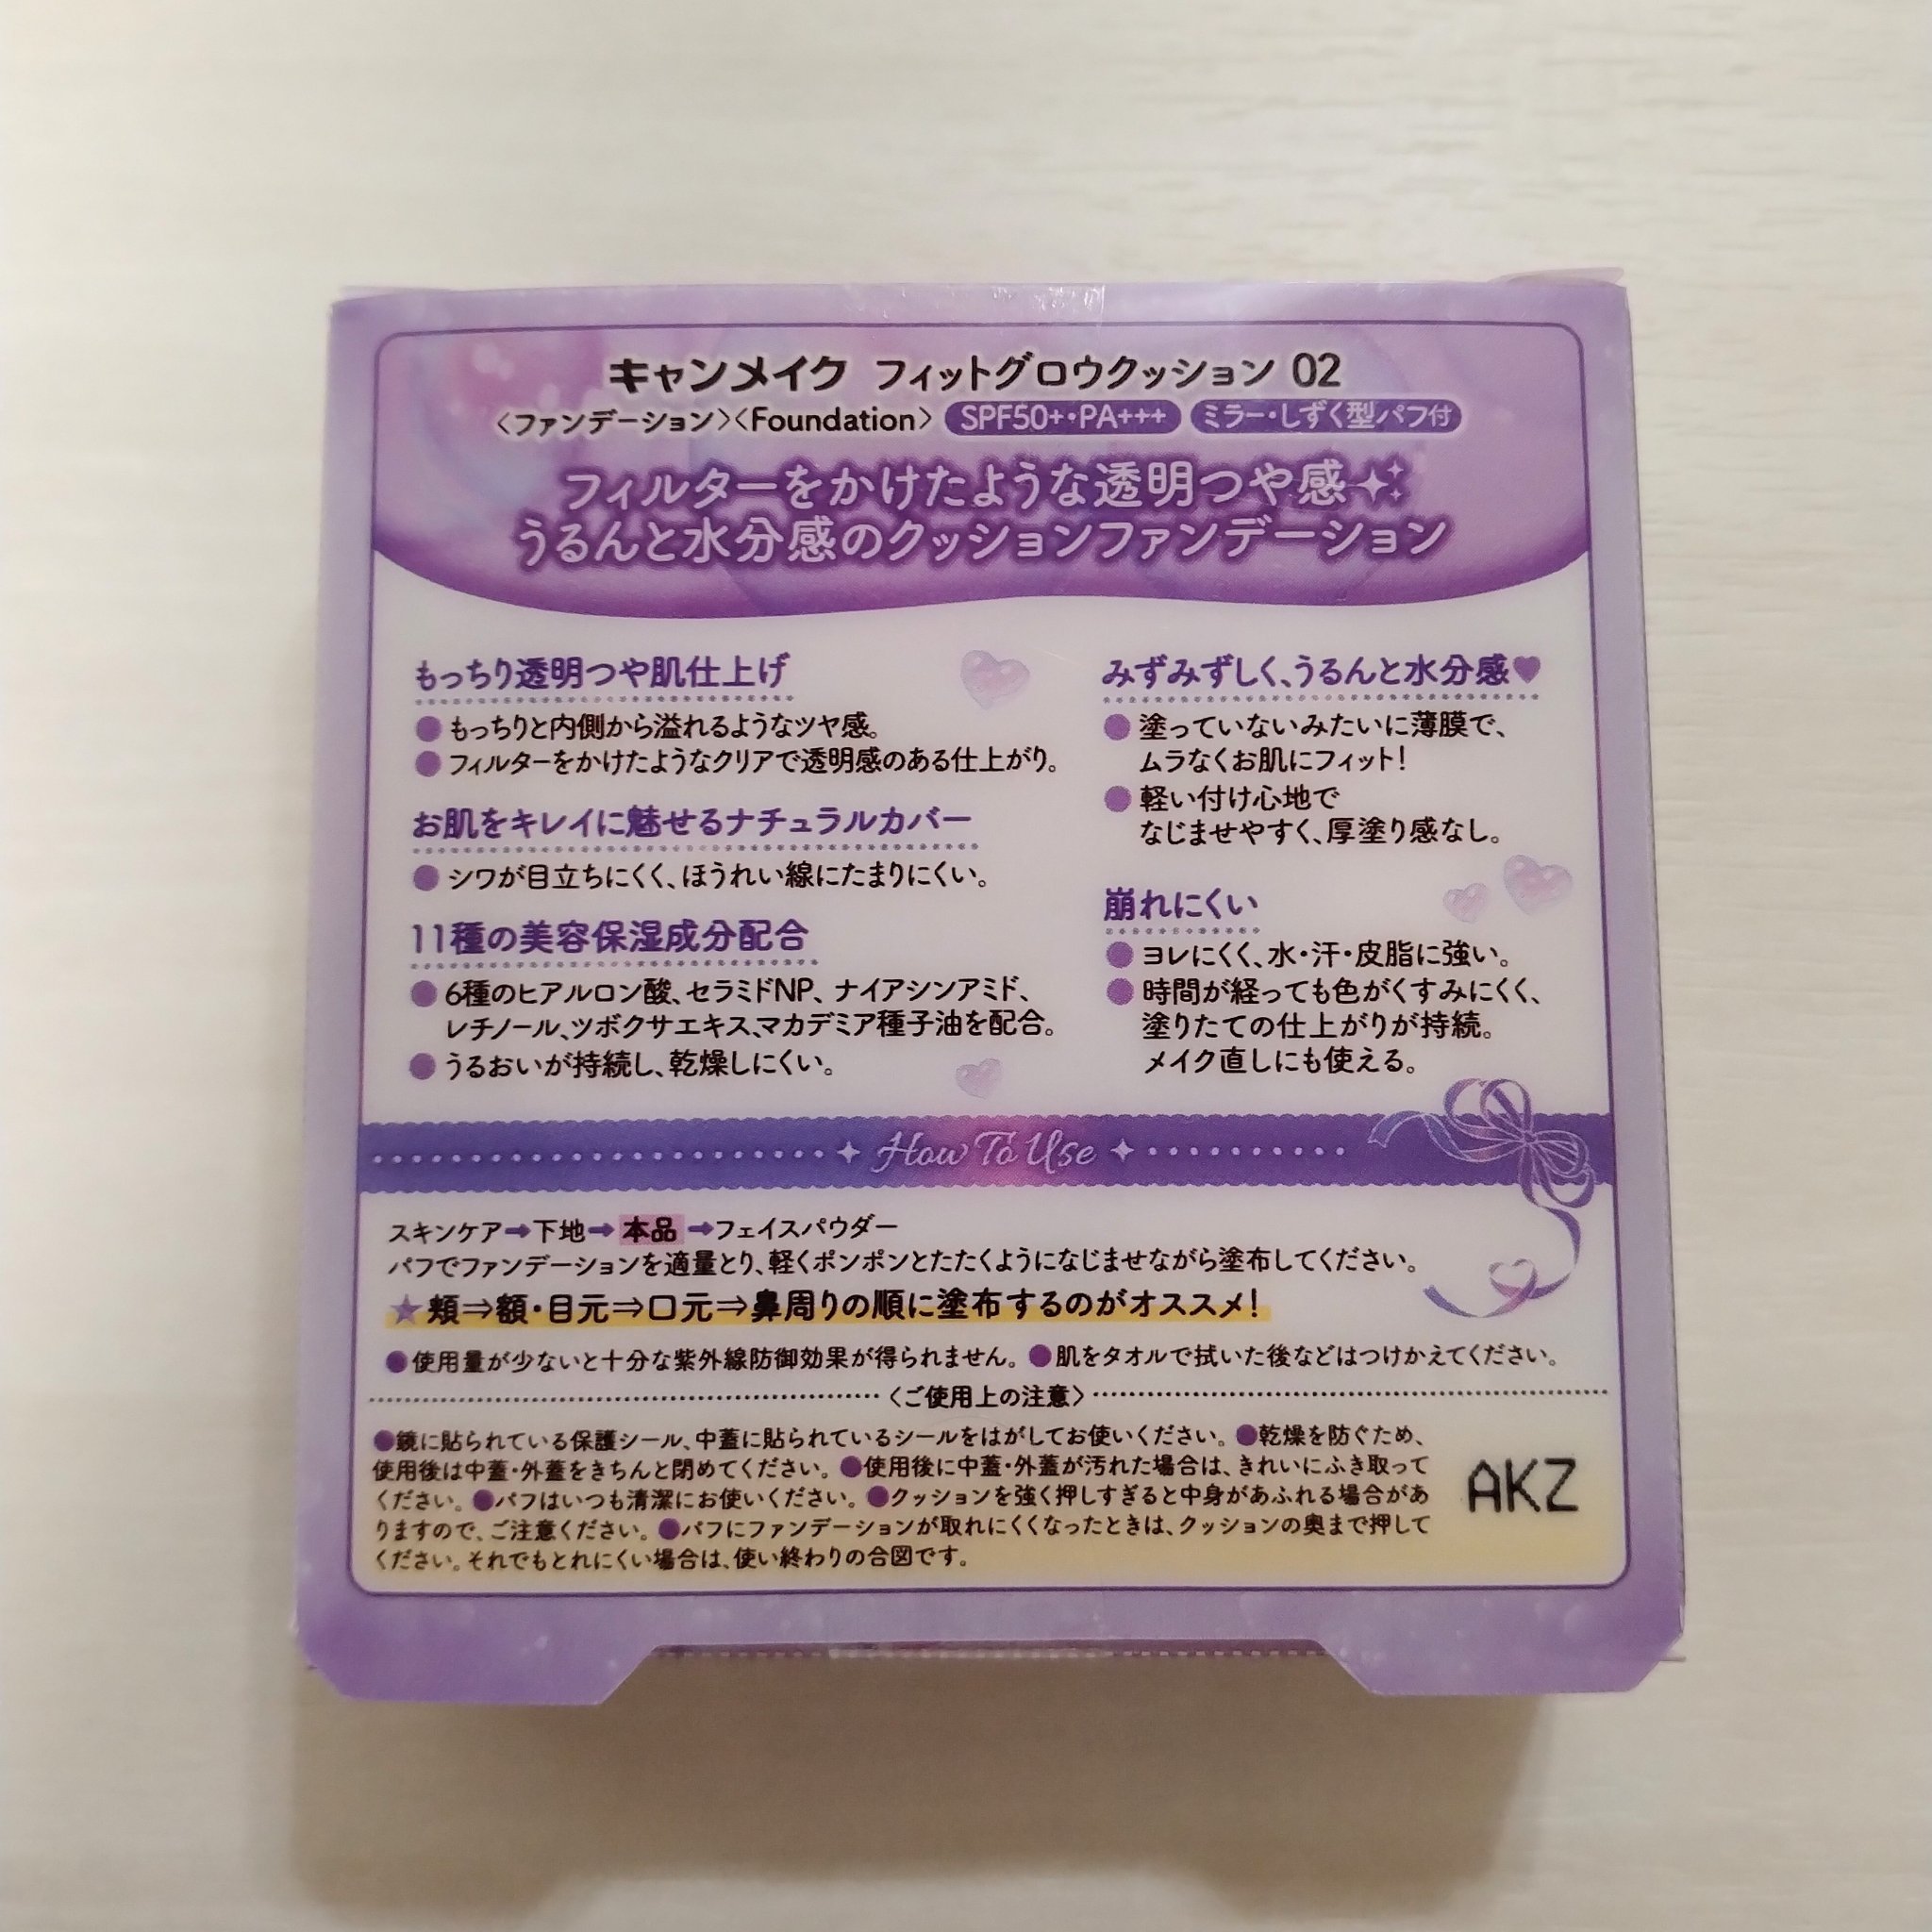 キャンメイク フィットグロウクッション 02
〈ファンデーション〉〈Foundation〉 SPF50+・PA+++ ミラー・しずく型パフ付
フィルターをかけたような透明つや感
うるんと水分感のクッションファンデーション
もっちり透明つや肌仕上げ
●もっちりと内側から溢れるようなツヤ感。
●フィルターをかけたようなクリアで透明感のある仕上がり。
お肌をキレイに魅せるナチュラルカバー
●シワが目立ちにくく、ほうれい線にたまりにくい。
11種の美容保湿成分配合
●6種のヒアルロン酸、セラミドNP、ナイアシンアミド、
レチノール、ツボクサエキス、マカデミア種子油を配合。
●うるおいが持続し、乾燥しにくい。
みずみずしく、うるんと水分感♥
●塗っていないみたいに薄膜で、
ムラなくお肌にフィット!
●軽い付け心地で
なじませやすく、厚塗り感なし。
崩れにくい
●ヨレにくく、水・汗・皮脂に強い。
●時間が経っても色がくすみにくく、
塗りたての仕上がりが持続。
メイク直しにも使える。
How To Use
スキンケア➡下地➡本品➡フェイスパウダー
パフでファンデーションを適量とり、軽くポンポンとたたくようになじませながら塗布してください。
★頬⇒額・目元⇒口元⇒鼻周りの順に塗布するのがオススメ!
●使用量が少ないと十分な紫外線防御効果が得られません。●肌をタオルで拭いた後などはつけかえてください。
〈ご使用上の注意〉
●鏡に貼られている保護シール、中蓋に貼られているシールをはがしてお使いください。●乾燥を防ぐため、
使用後は中蓋・外蓋をきちんと閉めてください。●使用後に中蓋・外蓋が汚れた場合は、きれいにふき取って
ください。●パフはいつも清潔にお使いください。●クッションを強く押しすぎると中身があふれる場合があ
りますので、ご注意ください。●パフにファンデーションが取れにくくなったときは、クッションの奥まで押して
ください。それでもとれにくい場合は、使い終わりの合図です。
AKZ